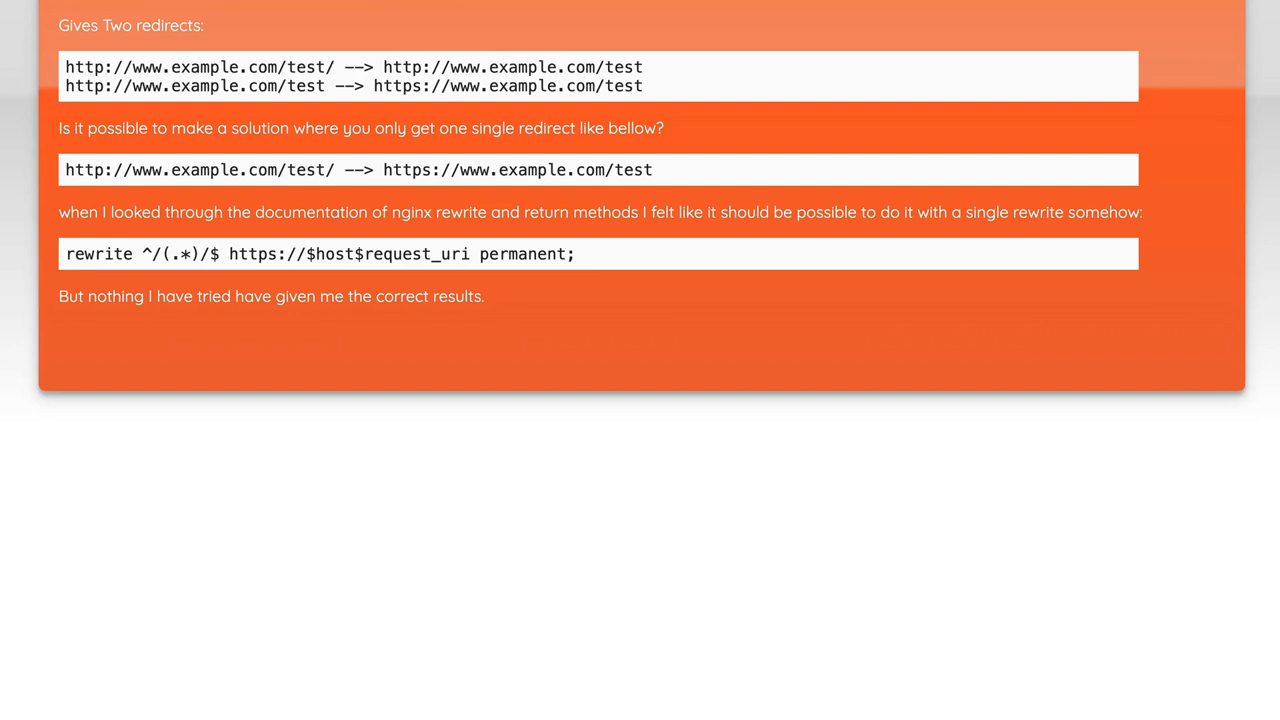 Gives Two redirects:
http://www.example.com/test/ --> http://www.example.com/test
http://www.example.com/test --> https://www.example.com/test
Is it possible to make a solution where you only get one single redirect like bellow?
http://www.example.com/test/ --> https://www.example.com/test
when I looked through the documentation of nginx rewrite and return methods I felt like it should be possible to do it with a single rewrite somehow:
rewrite ^/(.*)/$ https://$host$request_uri permanent;
But nothing I have tried have given me the correct results.